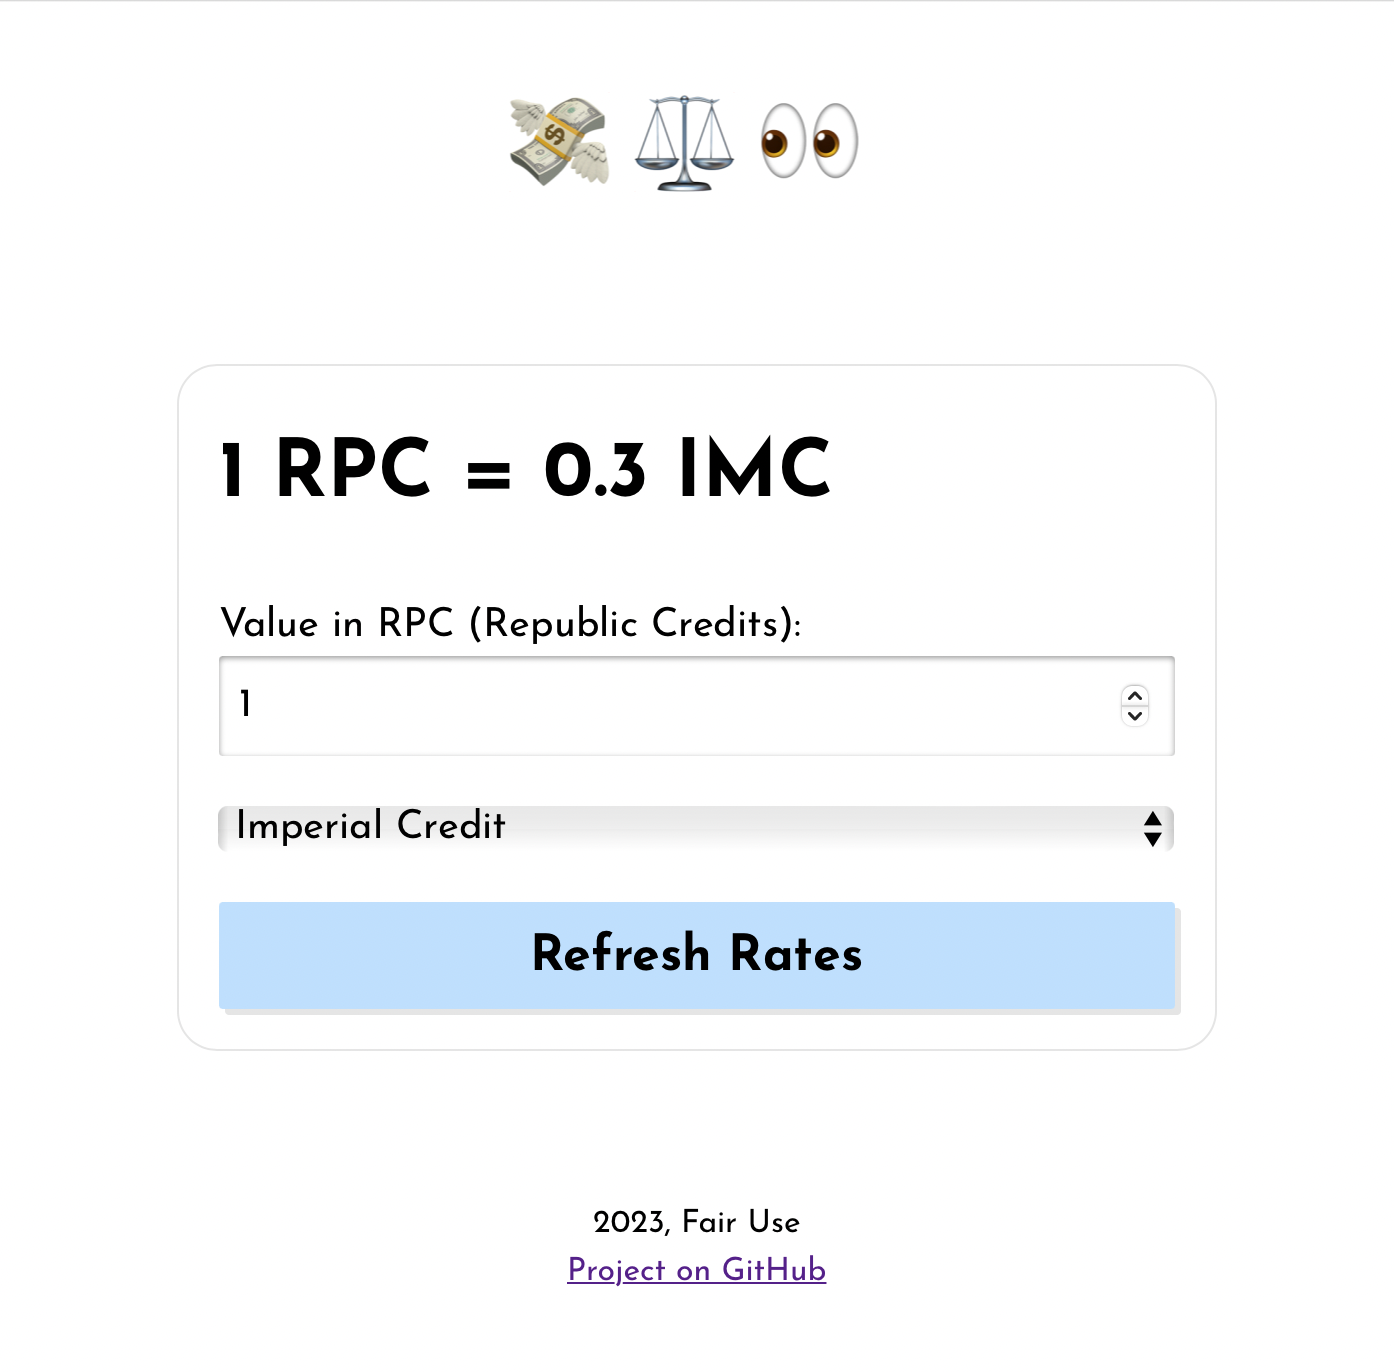 1 RPC = 0.3 IMC
Value in RPC (Republic Credits):
1
Imperial Credit
Refresh Rates
2023, Fair Use
Project on GitHub